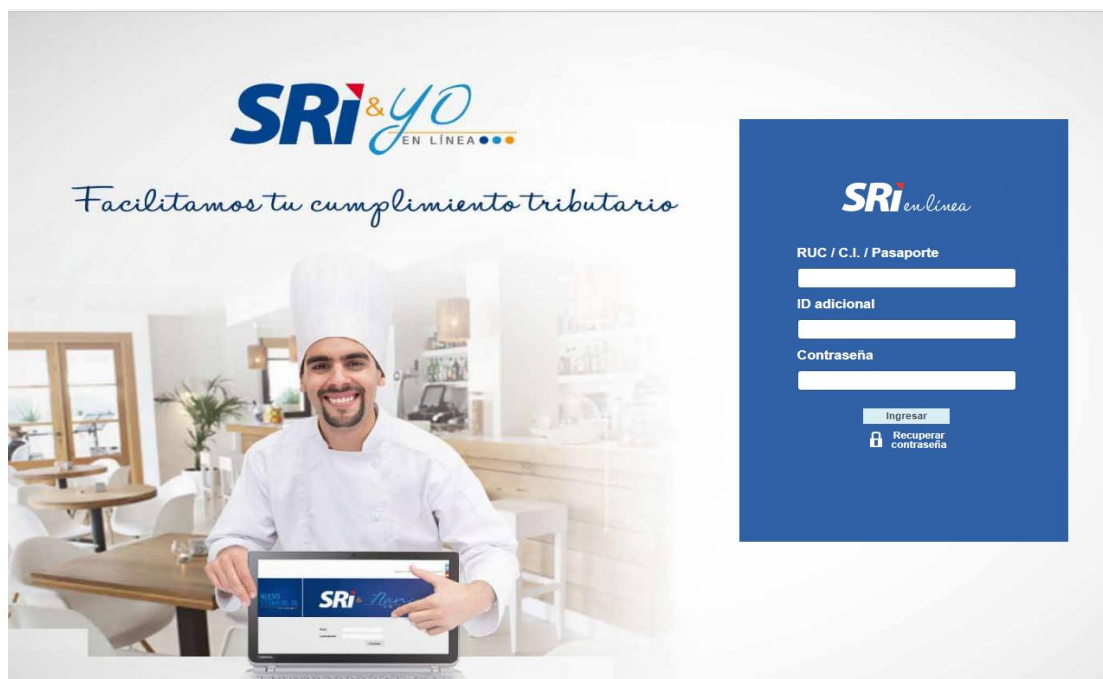 SRi & yo
EN LÍNEA
Facilitamos tu cumplimiento tributario
SRi en línea
RUC / C.I. / Pasaporte
ID adicional
Contraseña
Ingresar
Recuperar
contraseña
NUEVO
SRi &